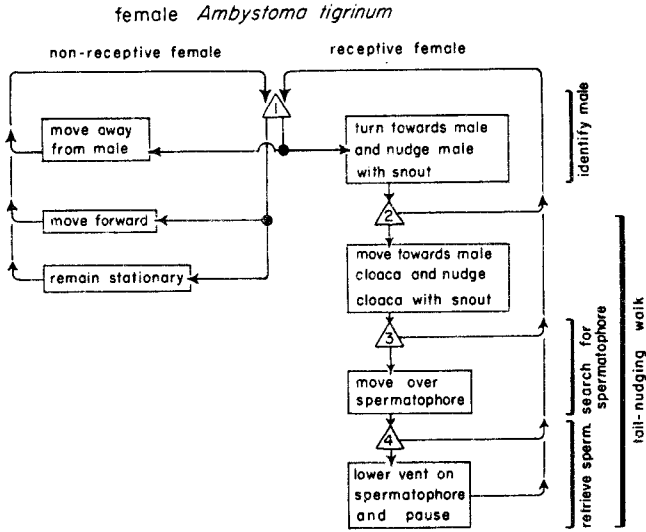 female Ambystoma tigrinum
non-receptive female
receptive female
1
move away
from male
turn towards male
and nudge male
with snout
identify male
2
move forward
move towards male
cloaca and nudge
cloaca with snout
remain stationary
3
move over
spermatophore
search for
spermatophore
4
lower vent on
spermatophore
and pause
retrieve sperm.
tail-nudging walk